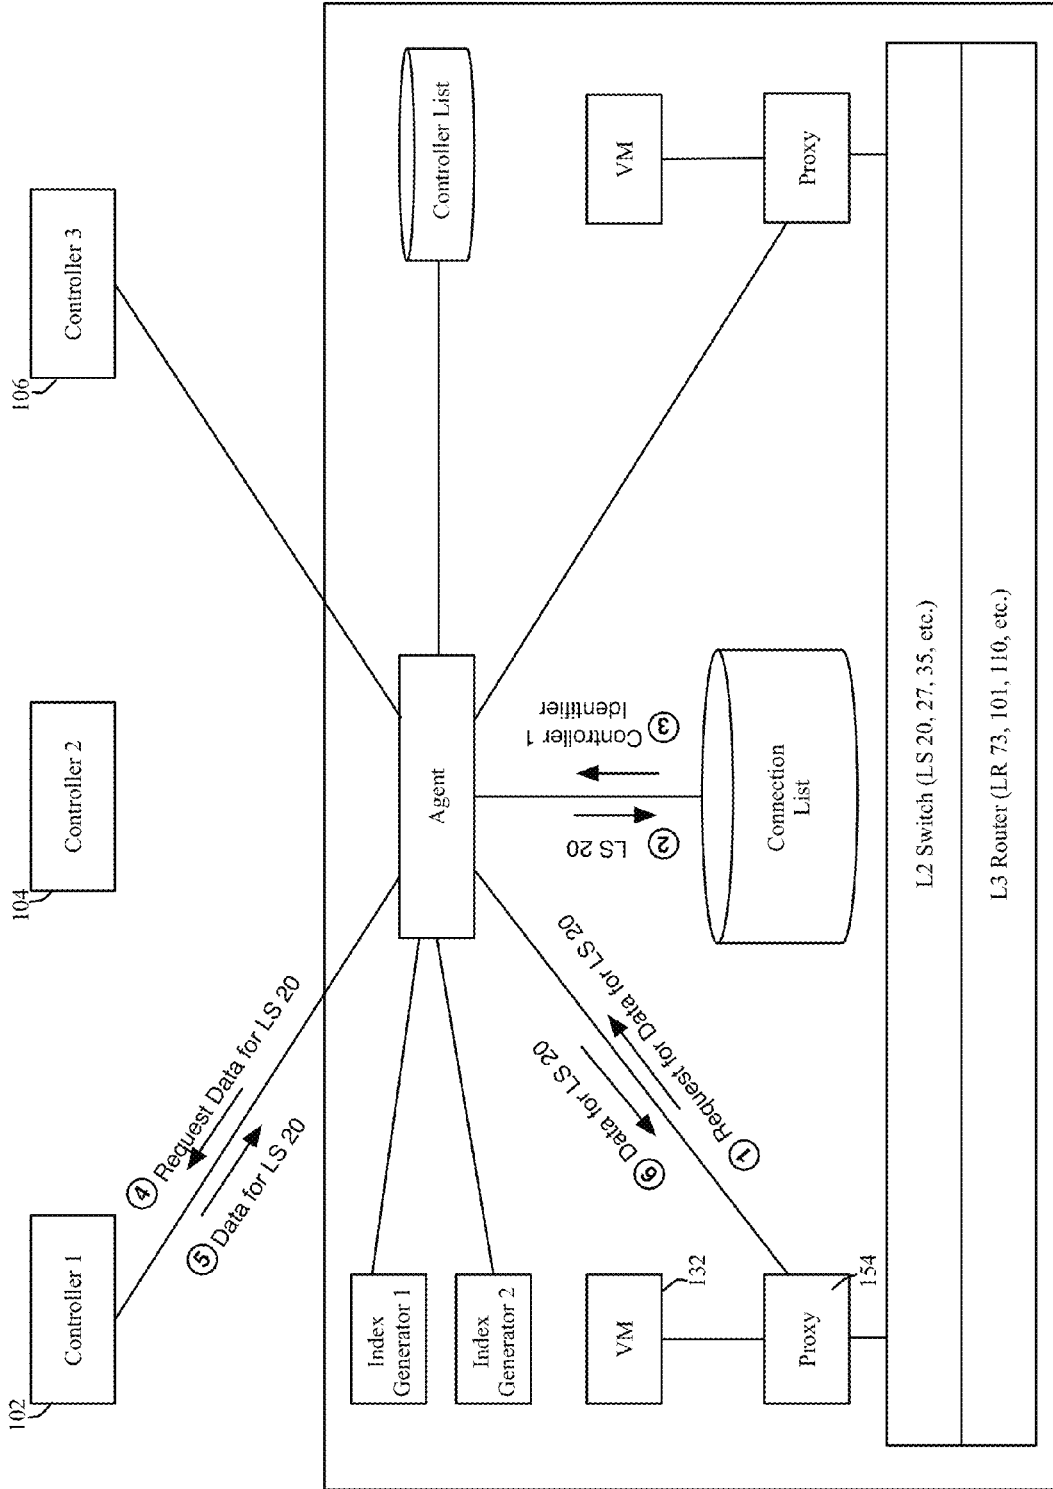 102
Controller 1
104
Controller 2
106
Controller 3
④ Request Data for LS 20
⑤ Data for LS 20
Index
Generator 1
Index
Generator 2
Agent
Controller List
② LS 20
③ Controller 1
Identifier
⑥ Data for LS 20
① Request for Data for LS 20
VM
132
Connection
List
VM
Proxy
154
Proxy
L2 Switch (LS 20, 27, 35, etc.)
L3 Router (LR 73, 101, 110, etc.)